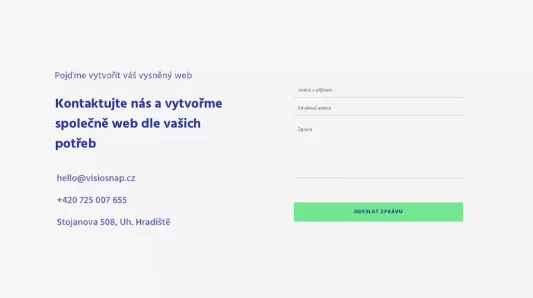 Pojďme vytvořit váš vysněný web
Kontaktujte nás a vytvořme
společně web dle vašich
potřeb
hello@visiosnap.cz
+420 725 007 655
Stojanova 508, Uh. Hradiště
Jméno a příjmení
Emailová adresa
Zpráva
ODESLAT ZPRÁVU